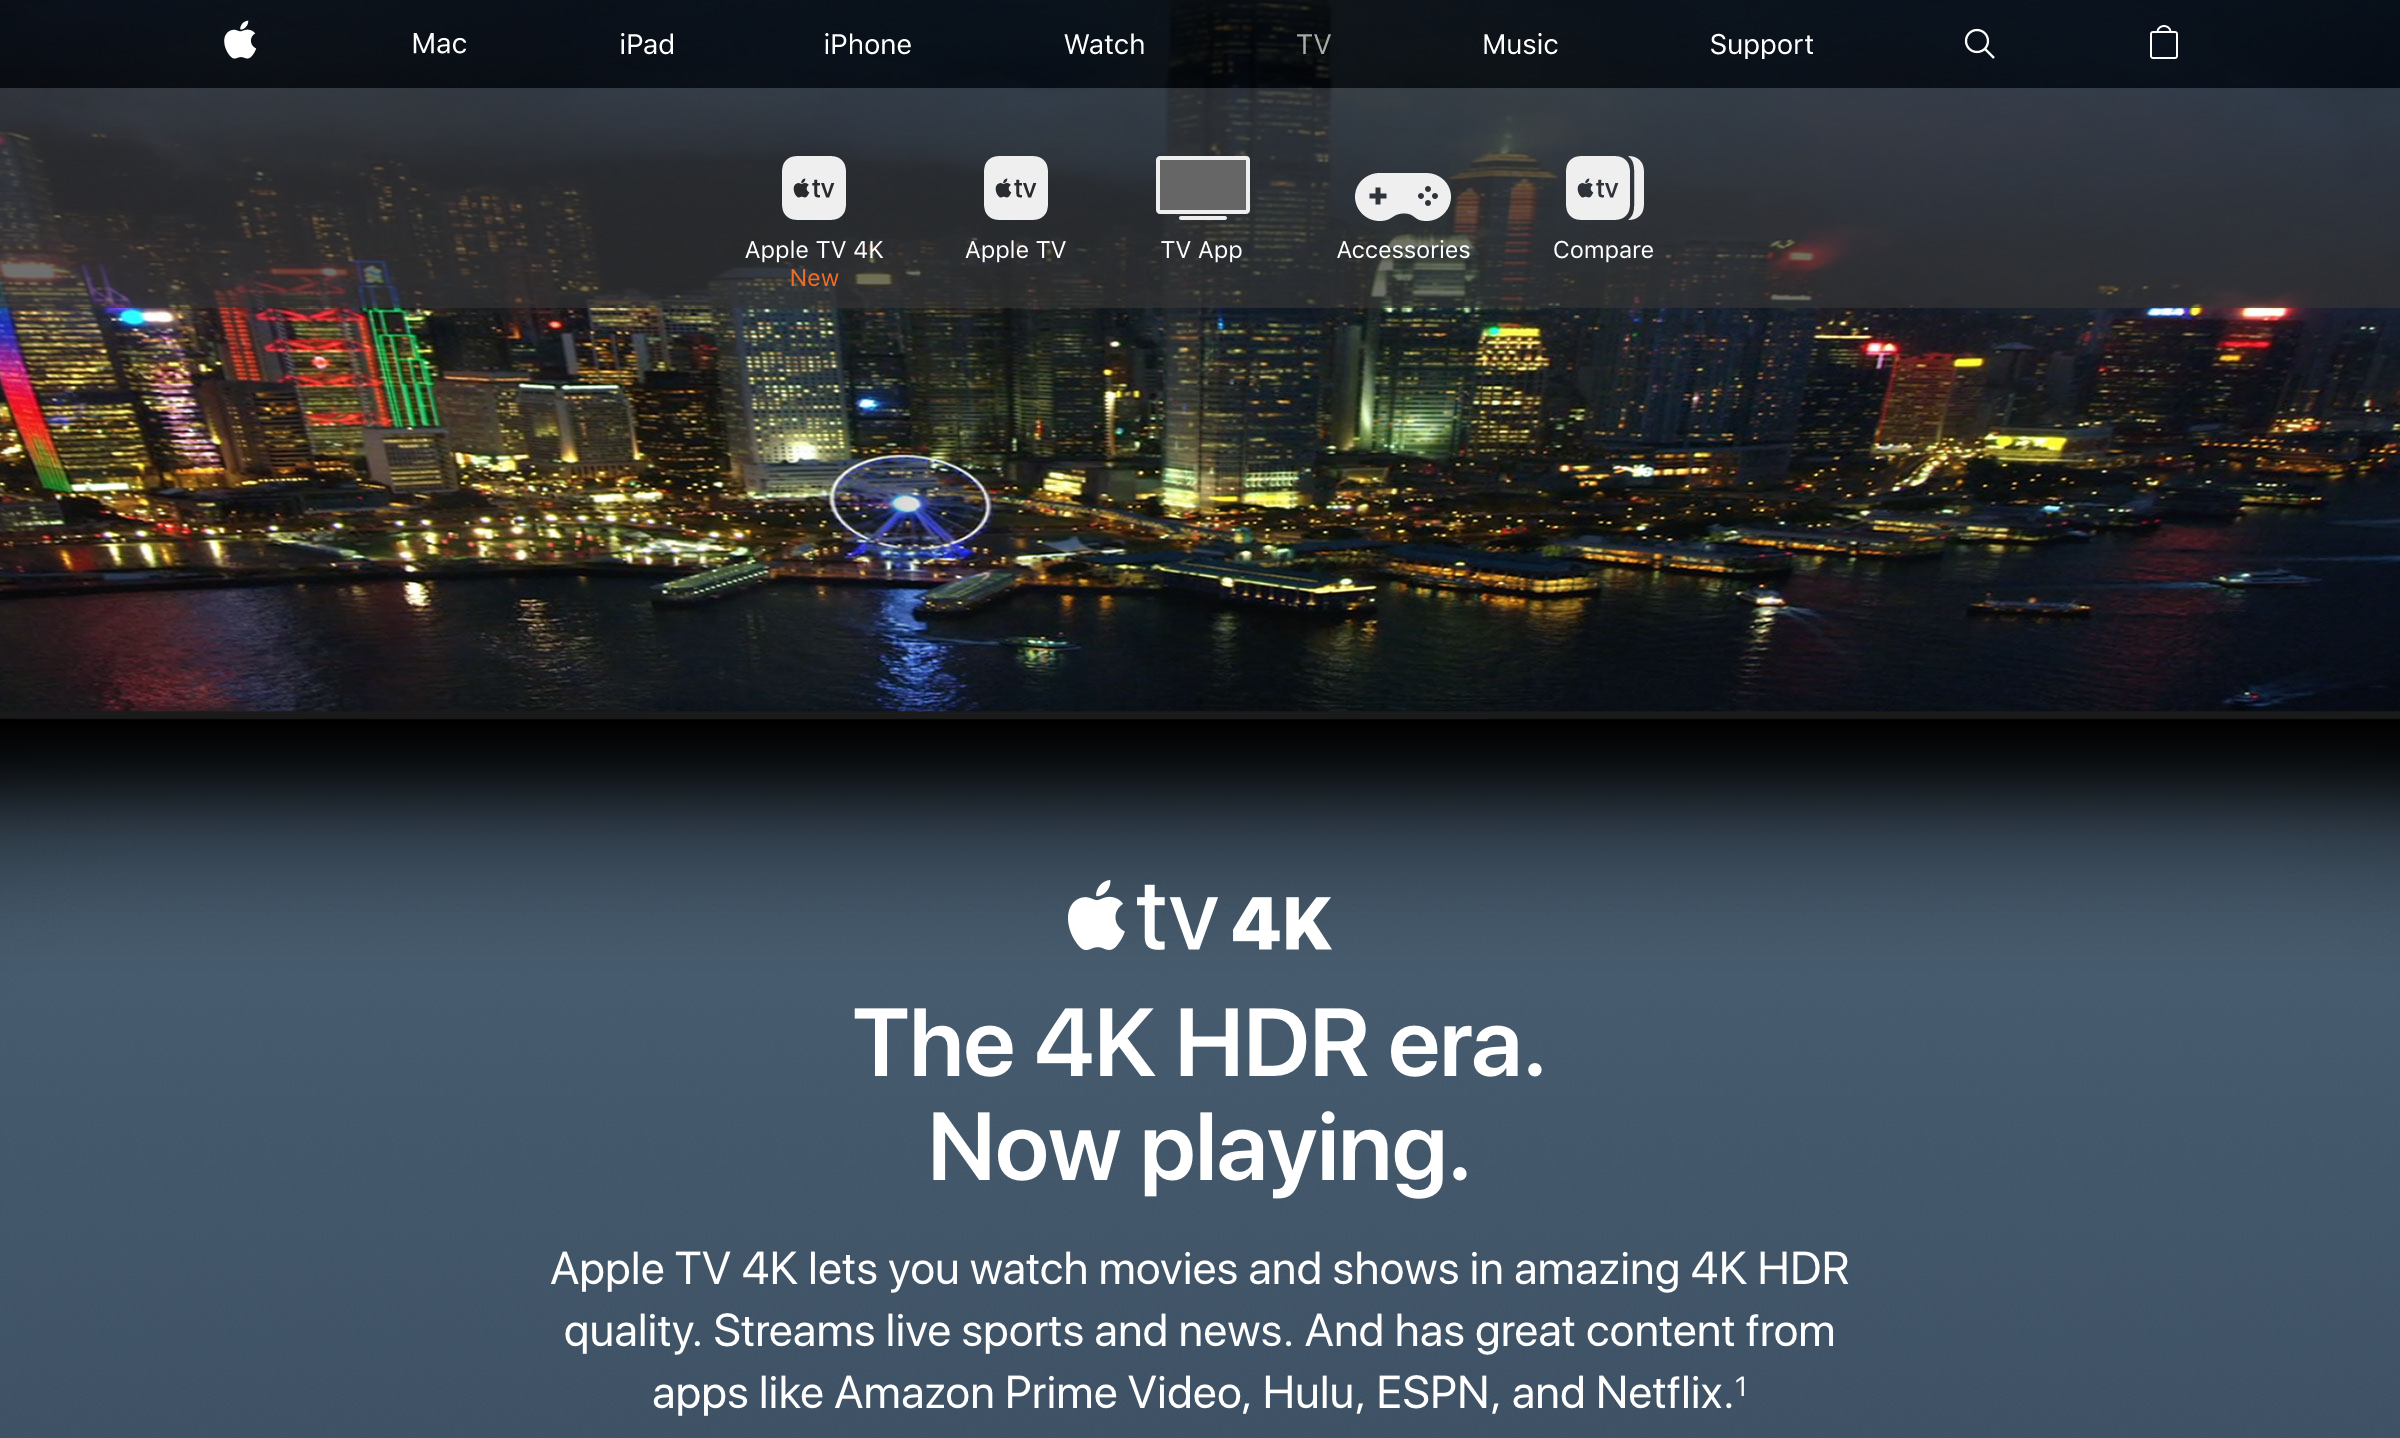 Mac iPad iPhone Watch TV Music Support
tv tv tv
Apple TV 4K Apple TV TV App Accessories Compare
New
tv 4K
The 4K HDR era.
Now playing.
Apple TV 4K lets you watch movies and shows in amazing 4K HDR
quality. Streams live sports and news. And has great content from
apps like Amazon Prime Video, Hulu, ESPN, and Netflix.¹